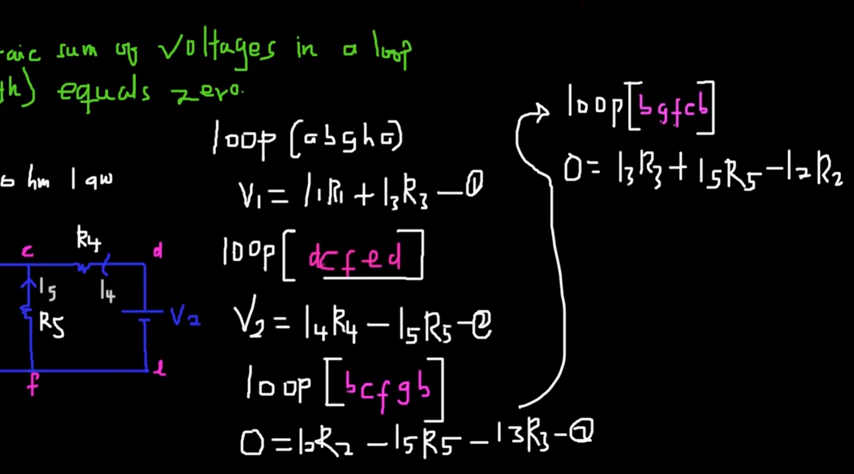 raic sum of voltages in a loop
th) equals zero.
ohm law
c R4 d
I5 I4
R5 V2
f e
loop (abgha)
V1 = I1R1 + I3R3 — ①
loop [dcfed]
V2 = I4R4 − I5R5 — ②
loop [bcfgb]
0 = I2R2 − I5R5 − I3R3 — ②
loop [bgfcb]
0 = I3R3 + I5R5 − I2R2